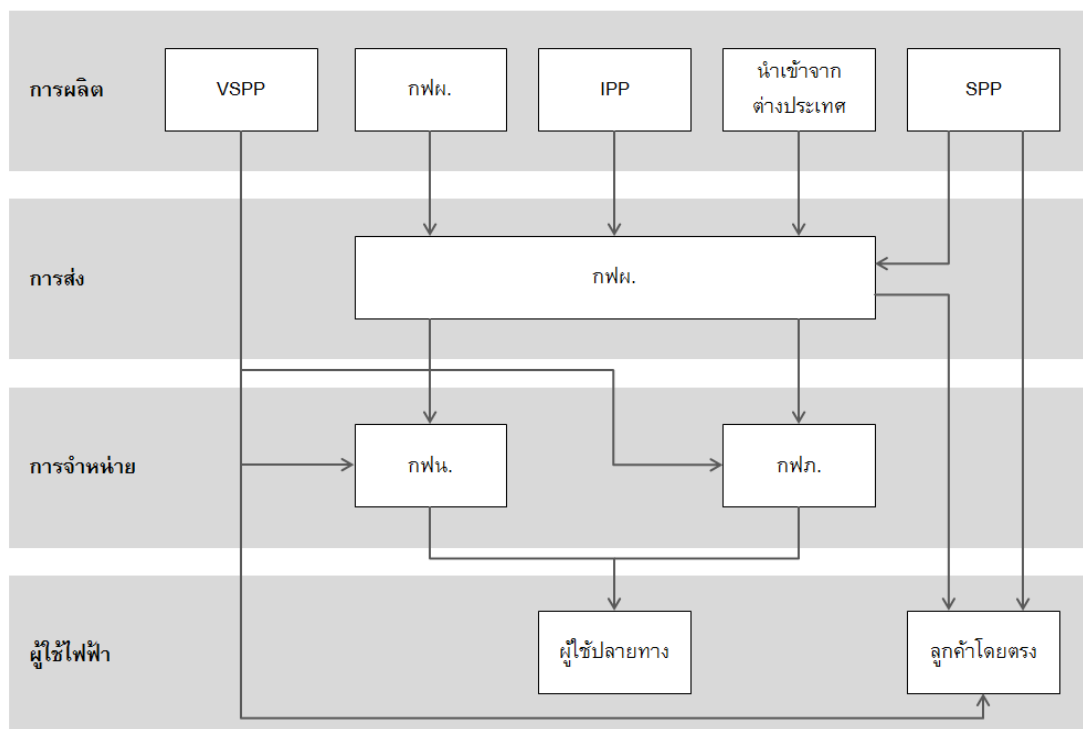 การผลิต
VSPP
กฟผ.
IPP
นำเข้าจาก
ต่างประเทศ
SPP
การส่ง
กฟผ.
การจำหน่าย
กฟน.
กฟภ.
ผู้ใช้ไฟฟ้า
ผู้ใช้ปลายทาง
ลูกค้าโดยตรง